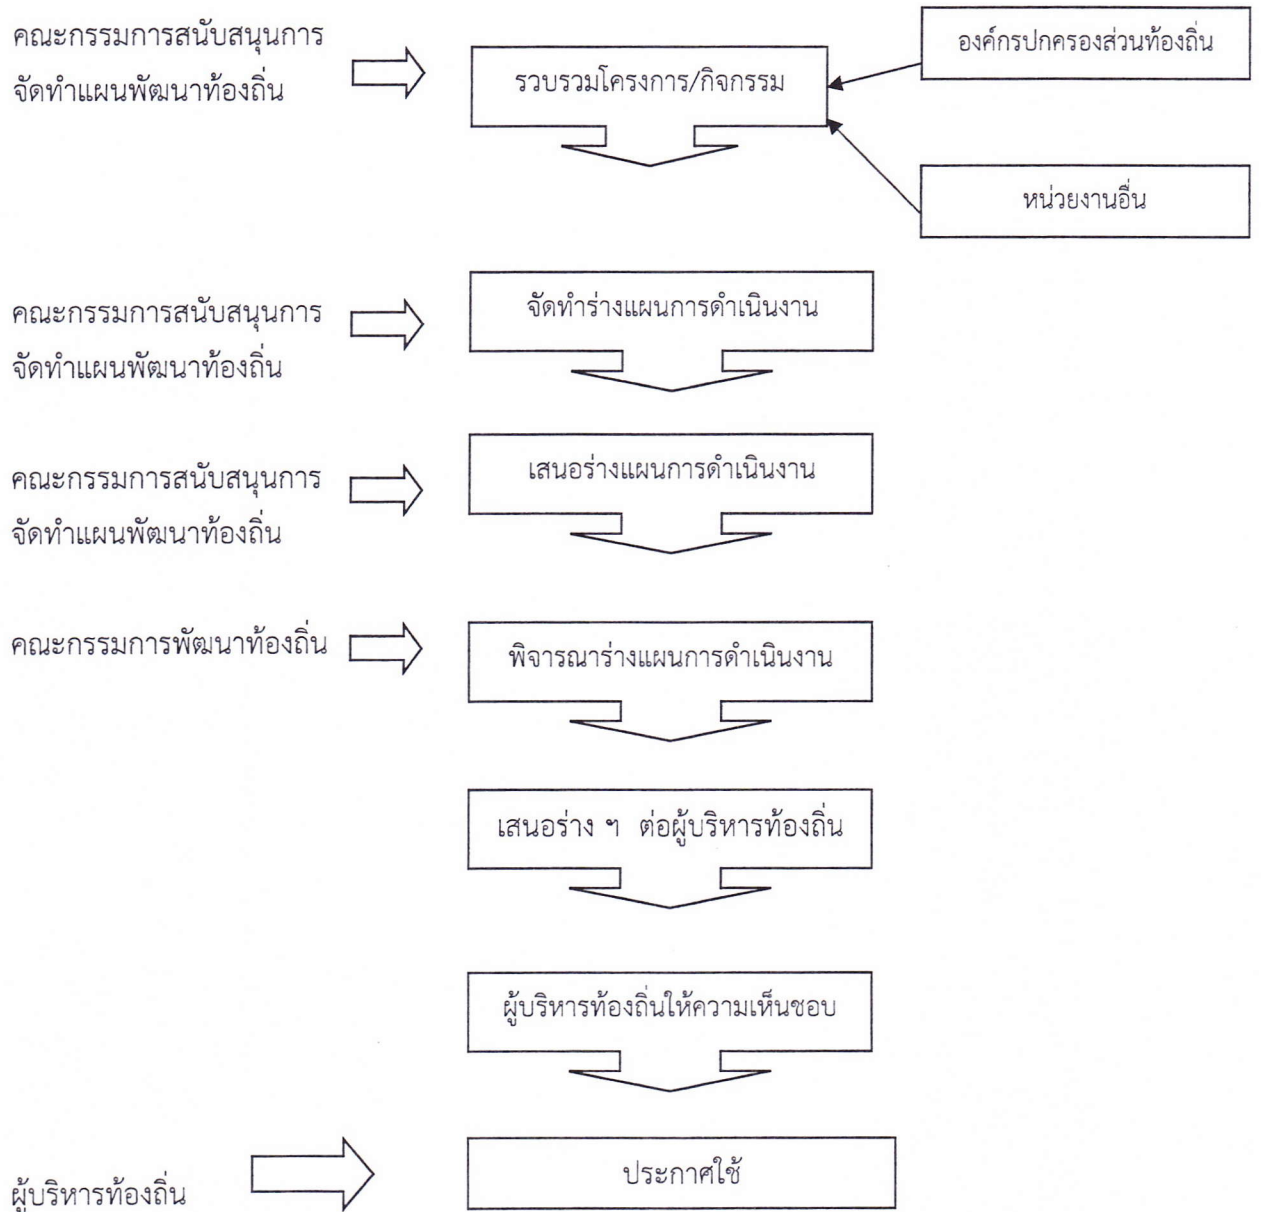 คณะกรรมการสนับสนุนการ
จัดทำแผนพัฒนาท้องถิ่น
รวบรวมโครงการ/กิจกรรม
องค์กรปกครองส่วนท้องถิ่น
หน่วยงานอื่น
คณะกรรมการสนับสนุนการ
จัดทำแผนพัฒนาท้องถิ่น
จัดทำร่างแผนการดำเนินงาน
คณะกรรมการสนับสนุนการ
จัดทำแผนพัฒนาท้องถิ่น
เสนอร่างแผนการดำเนินงาน
คณะกรรมการพัฒนาท้องถิ่น
พิจารณาร่างแผนการดำเนินงาน
เสนอร่าง ฯ ต่อผู้บริหารท้องถิ่น
ผู้บริหารท้องถิ่นให้ความเห็นชอบ
ผู้บริหารท้องถิ่น
ประกาศใช้